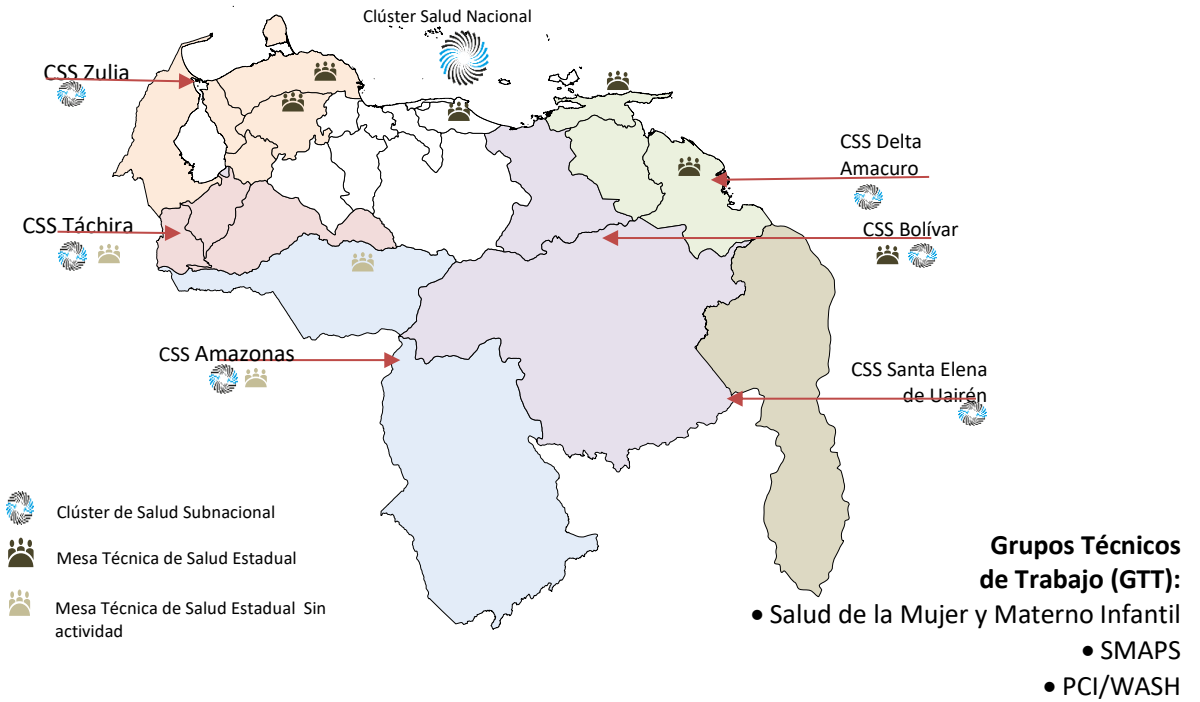 Clúster Salud Nacional
CSS Zulia
CSS Delta
Amacuro
CSS Táchira
CSS Bolívar
CSS Amazonas
CSS Santa Elena
de Uairén
Clúster de Salud Subnacional
Mesa Técnica de Salud Estadual
Mesa Técnica de Salud Estadual Sin
actividad
Grupos Técnicos
de Trabajo (GTT):
• Salud de la Mujer y Materno Infantil
• SMAPS
• PCI/WASH